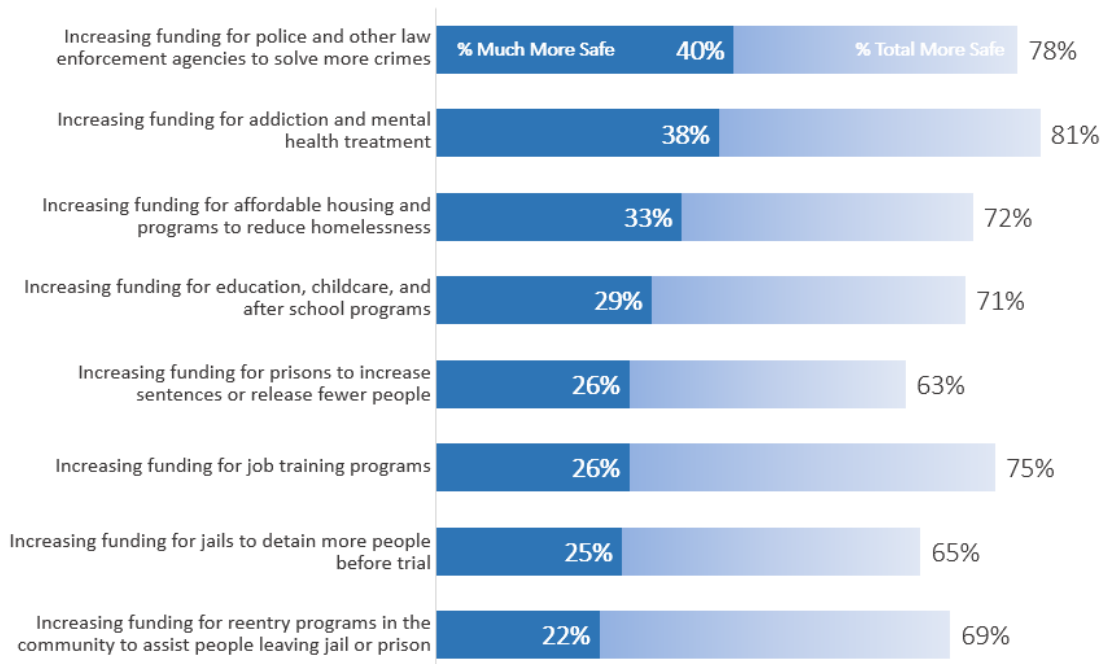 Increasing funding for police and other law
enforcement agencies to solve more crimes
% Much More Safe 40% % Total More Safe 78%
Increasing funding for addiction and mental
health treatment
38% 81%
Increasing funding for affordable housing and
programs to reduce homelessness
33% 72%
Increasing funding for education, childcare, and
after school programs
29% 71%
Increasing funding for prisons to increase
sentences or release fewer people
26% 63%
Increasing funding for job training programs
26% 75%
Increasing funding for jails to detain more people
before trial
25% 65%
Increasing funding for reentry programs in the
community to assist people leaving jail or prison
22% 69%